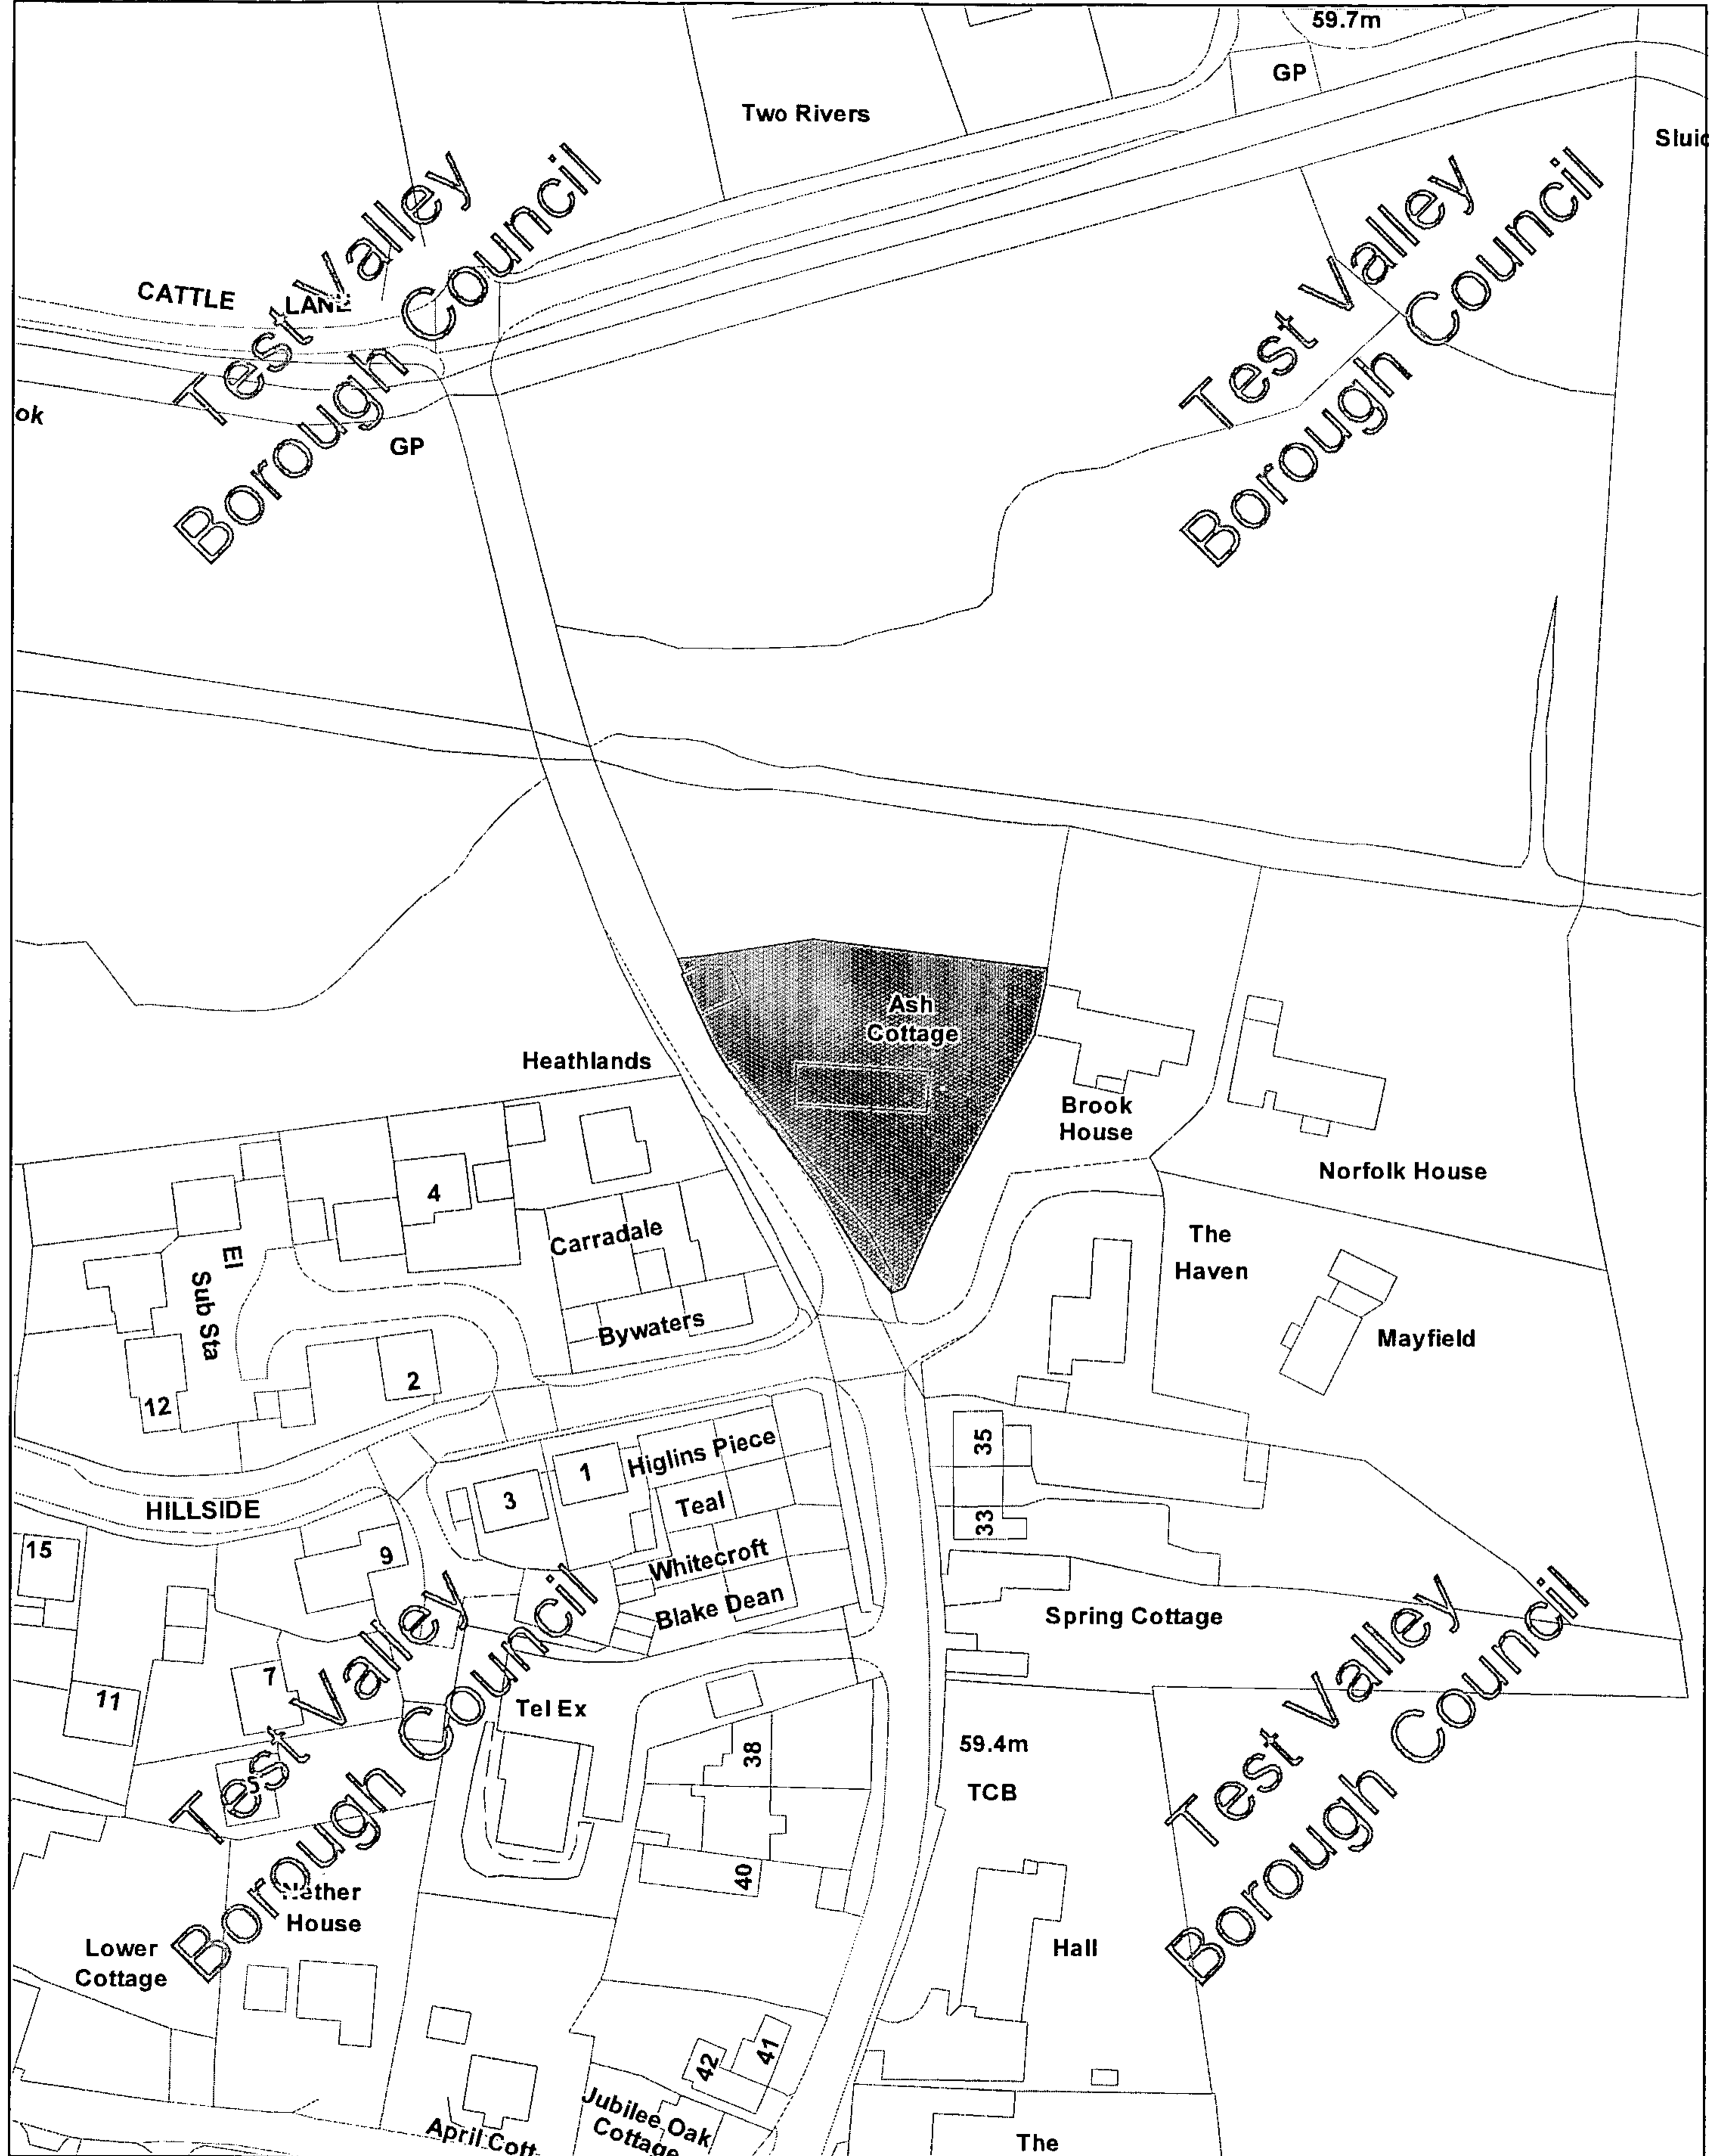 59.7m
GP
Two Rivers
Test Valley
Borough Council
Test Valley
Borough Council
CATTLE LANE
GP
Ash
Cottage
Heathlands
Brook
House
Norfolk House
4
Carradale
The
Haven
El
Sub Sta
Bywaters
Mayfield
2
12
35
Higlins Piece
1
3
Teal
HILLSIDE
33
15
9
Whitecroft
Blake Dean
Spring Cottage
Test Valley
Borough Council
Test Valley
Borough Council
7
11
Tel Ex
38
59.4m
TCB
5
40
Nether
House
Lower
Cottage
Hall
41
42
Jubilee Oak
Cottage
April Cott
The